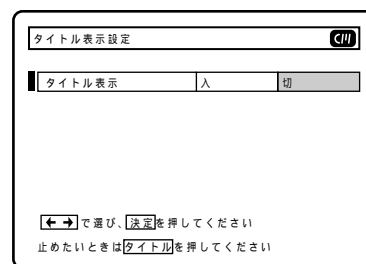 タイトル表示設定
タイトル表示 入 切
← → で選び、決定を押してください
止めたいときはタイトルを押してください